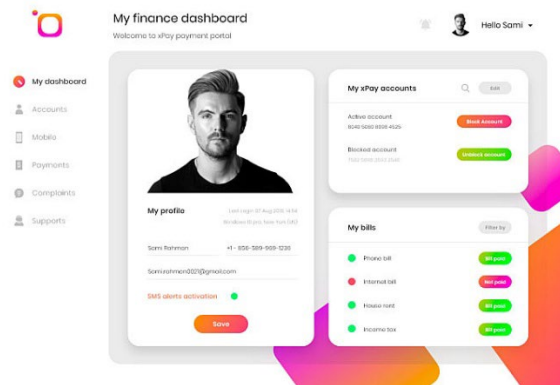 My finance dashboard
Welcome to xPay payment portal
Hello Sami
My dashboard
Accounts
Mobile
Payments
Complaints
Supports
My profile
Sami Rahman
Samirahman0021@gmail.com
SMS alerts activation
Save
My xPay accounts
Edit
Active account
Block Account
Blocked account
Unblock account
My bills
Filter by
Phone bill
Bill paid
Internet bill
Not paid
House rent
Bill paid
Income tax
Bill paid